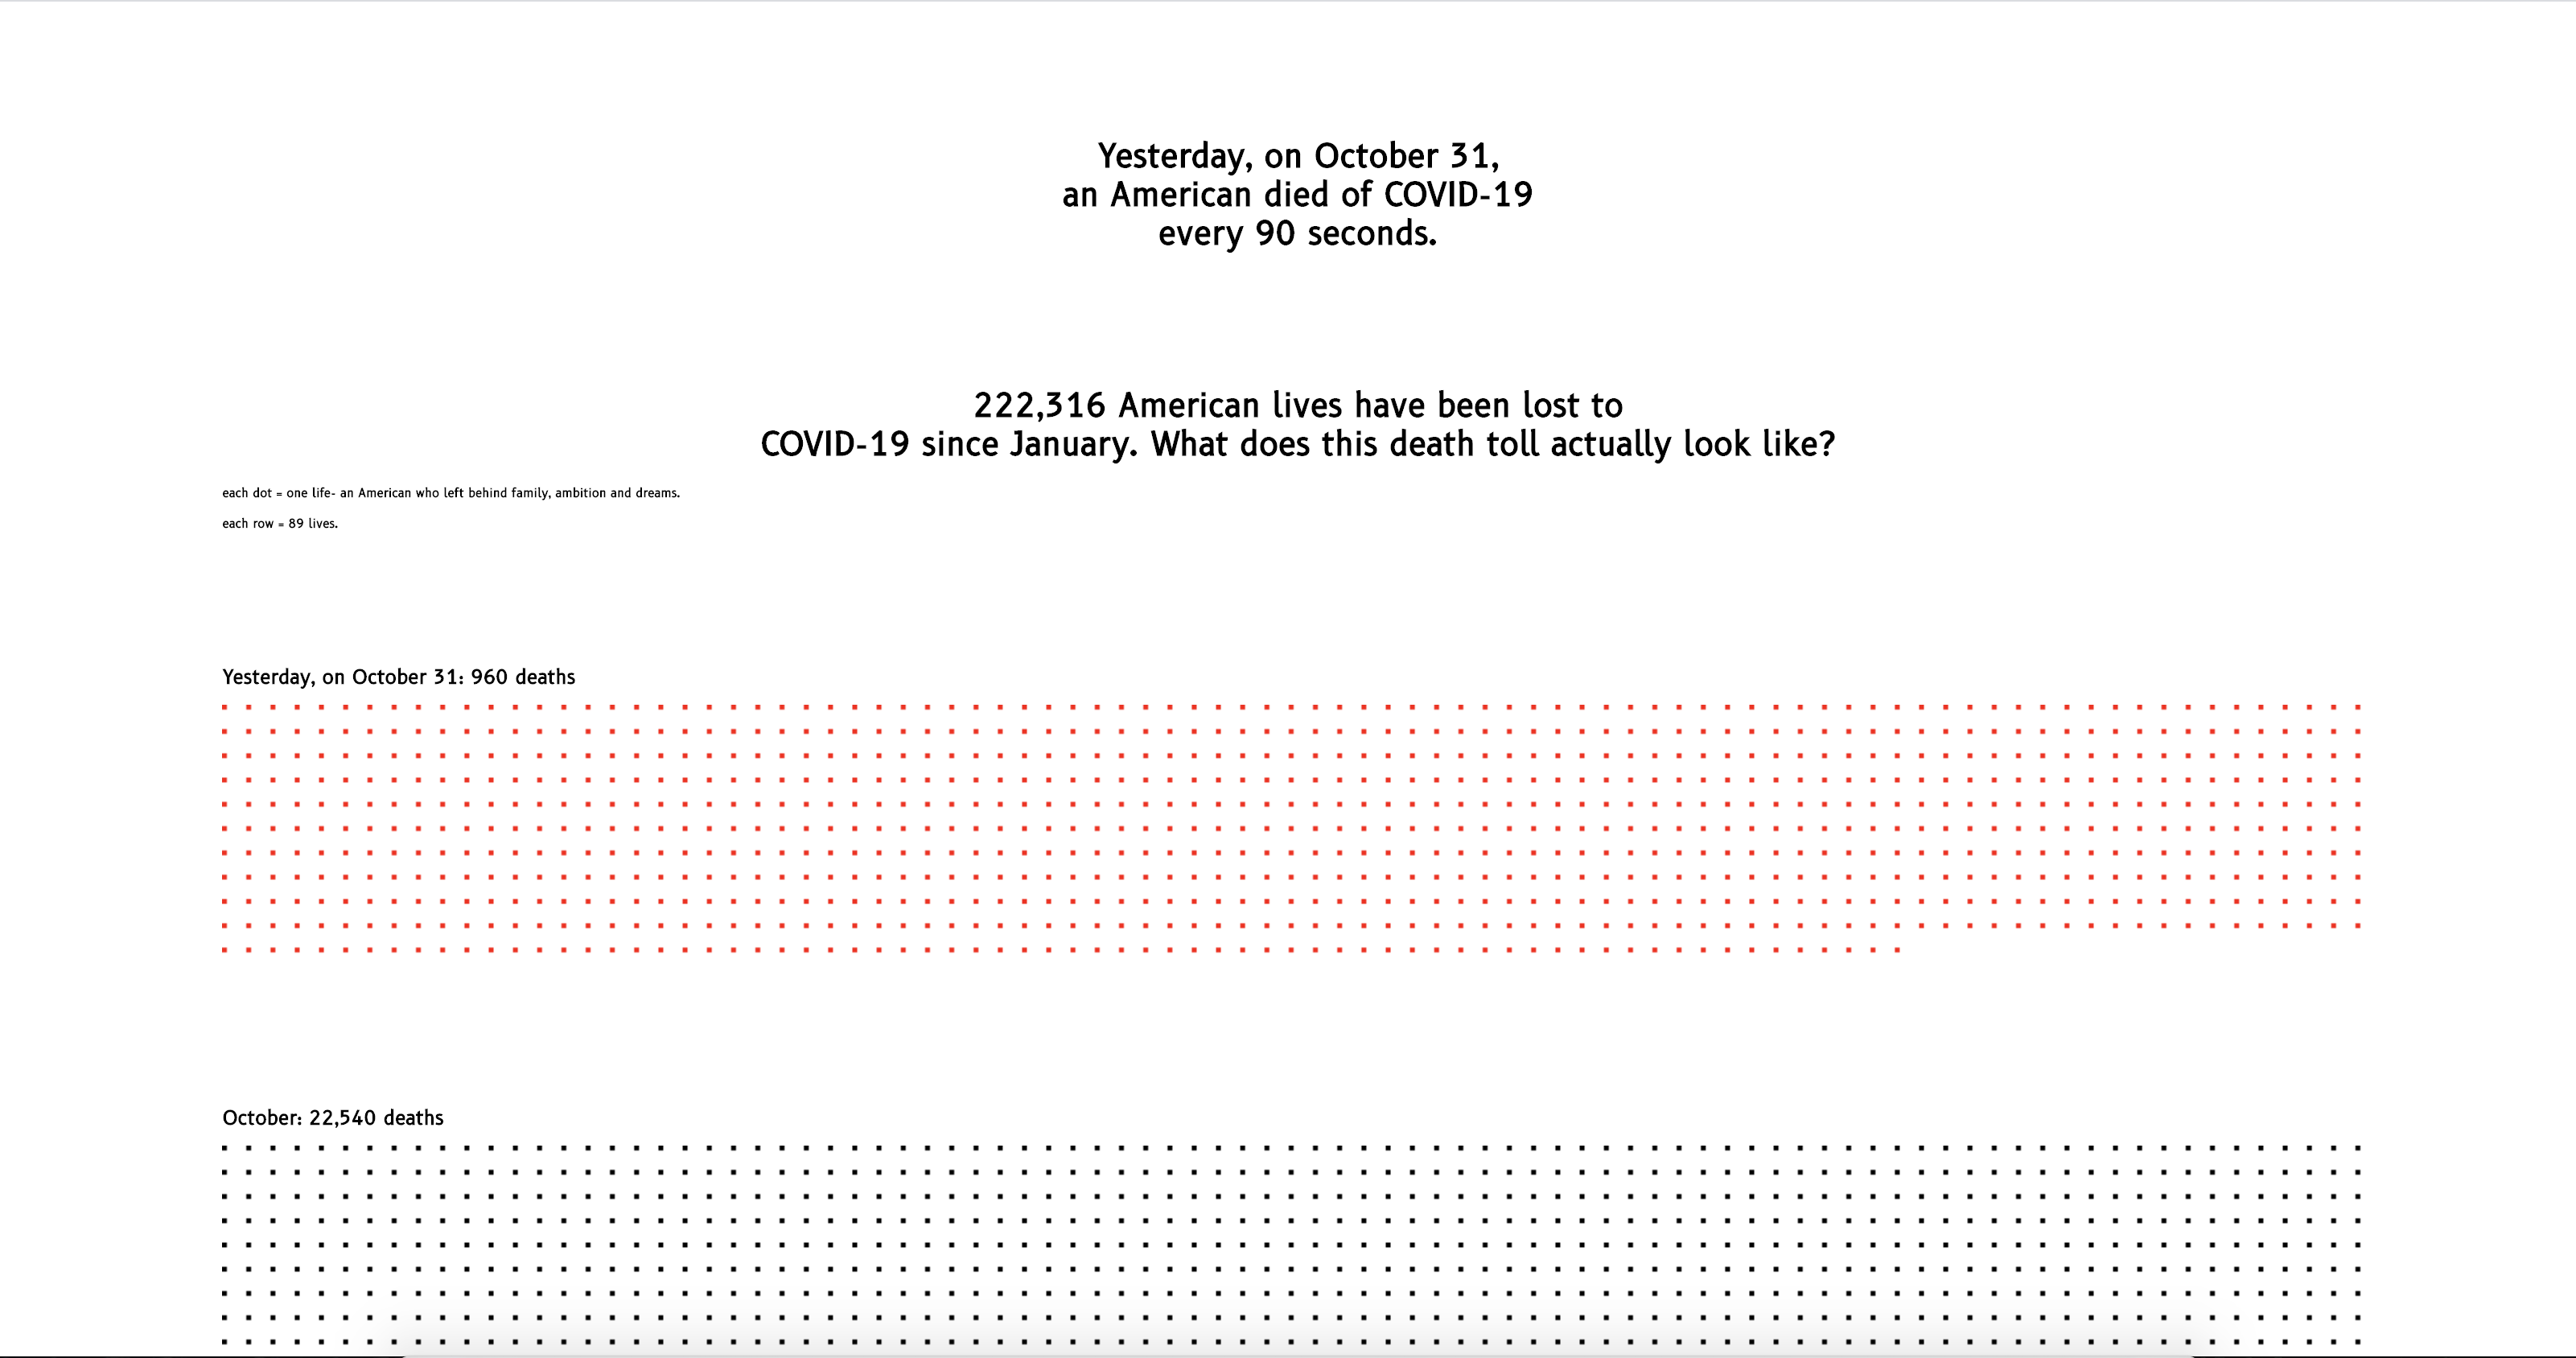 Yesterday, on October 31,
an American died of COVID-19
every 90 seconds.
222,316 American lives have been lost to
COVID-19 since January. What does this death toll actually look like?
each dot = one life- an American who left behind family, ambition and dreams.
each row = 89 lives.
Yesterday, on October 31: 960 deaths
October: 22,540 deaths